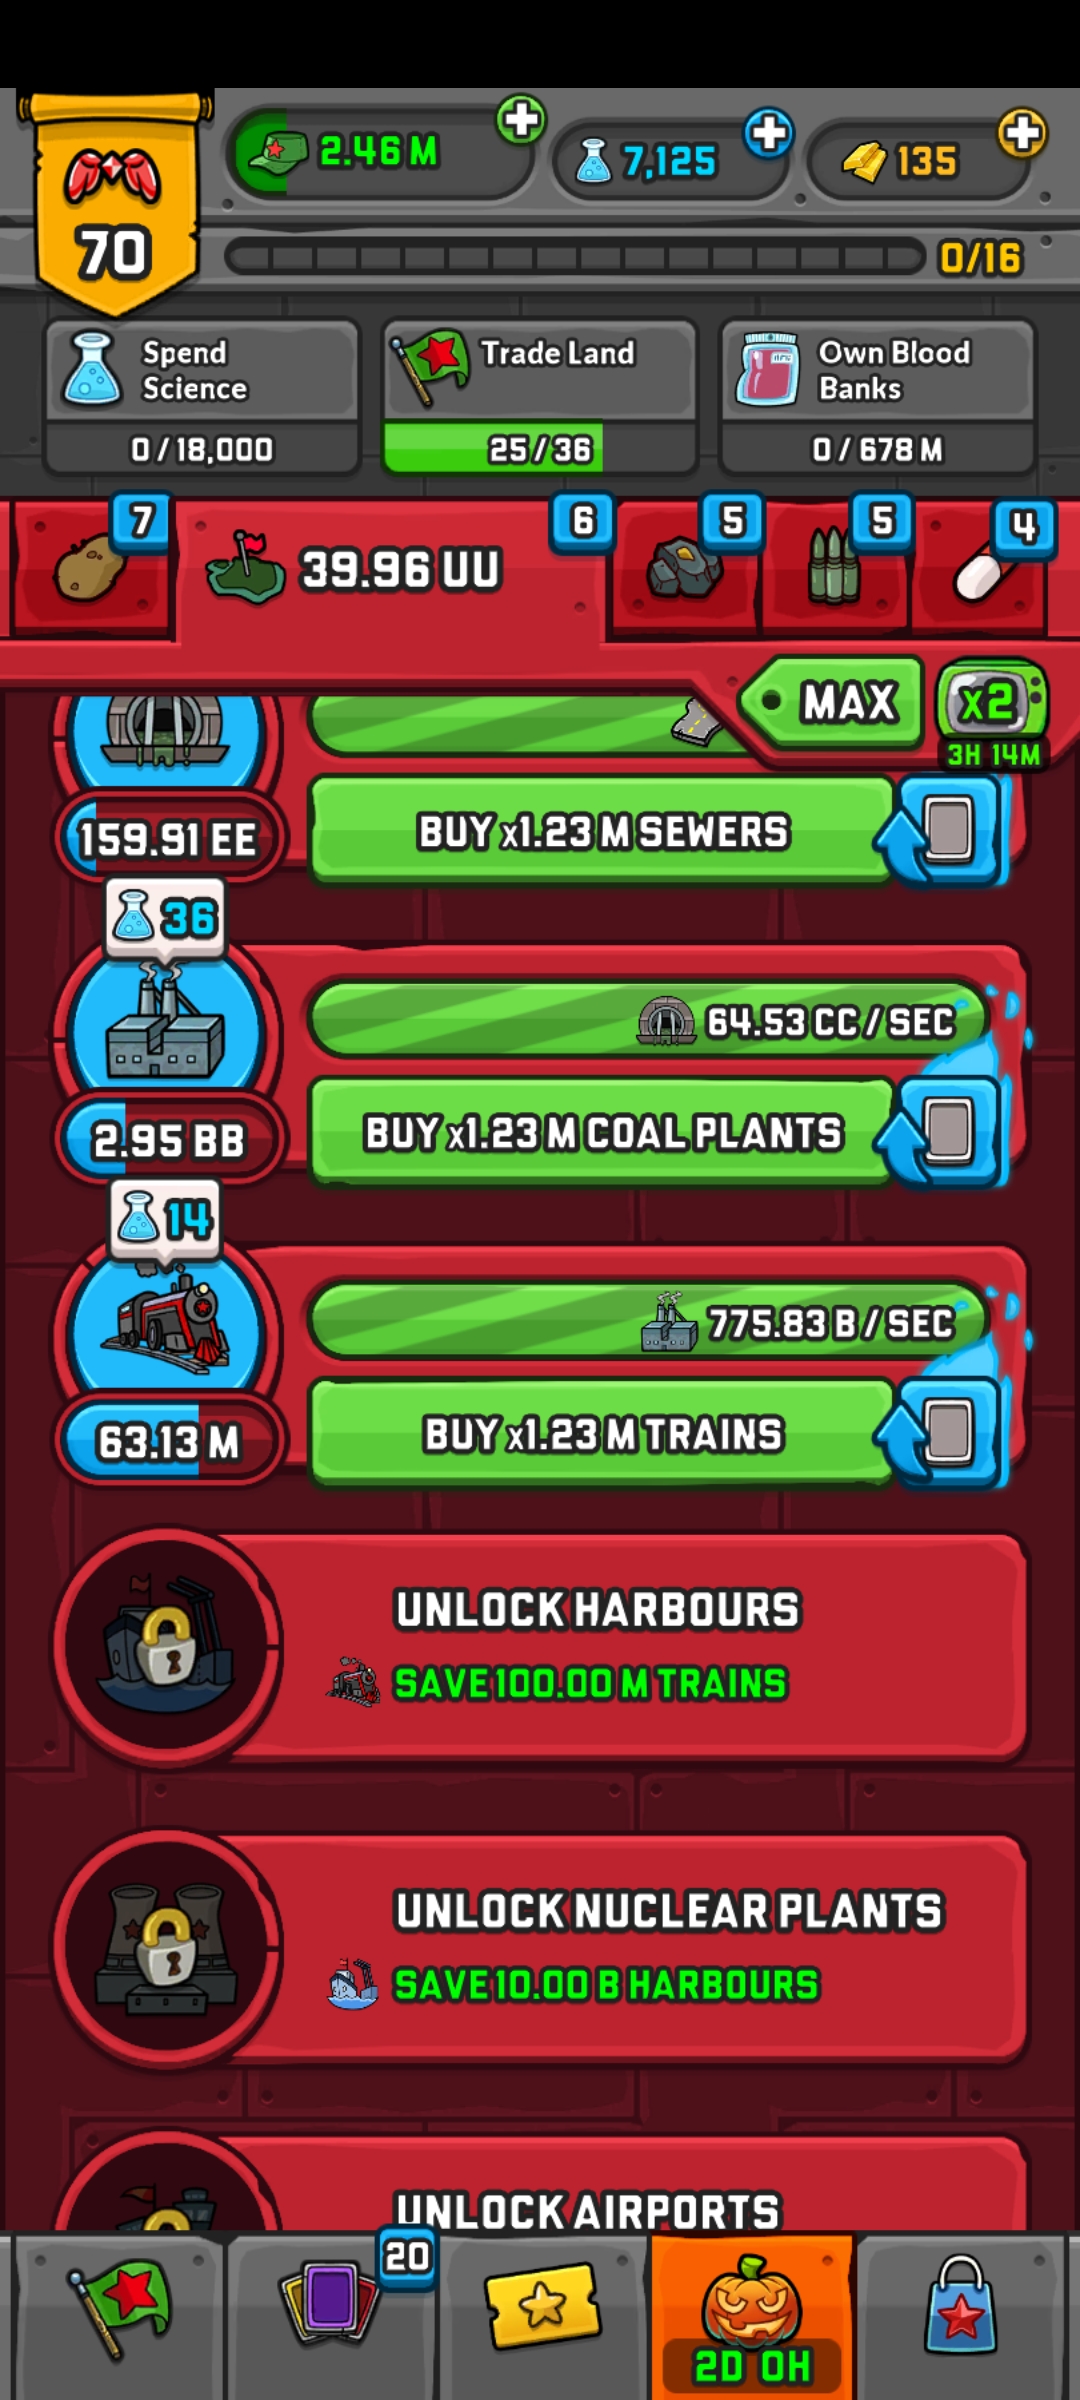 2.46 M
7,125
135
70
0/16
Spend
Science
0 / 18,000
Trade Land
25 / 36
Own Blood
Banks
0 / 678 M
7
39.96 UU
6
5
5
4
MAX
x2
3H 14M
159.91 EE
BUY x1.23 M SEWERS
36
64.53 CC / SEC
2.95 BB
BUY x1.23 M COAL PLANTS
14
775.83 B / SEC
63.13 M
BUY x1.23 M TRAINS
UNLOCK HARBOURS
SAVE 100.00 M TRAINS
UNLOCK NUCLEAR PLANTS
SAVE 10.00 B HARBOURS
UNLOCK AIRPORTS
20
2D 0H